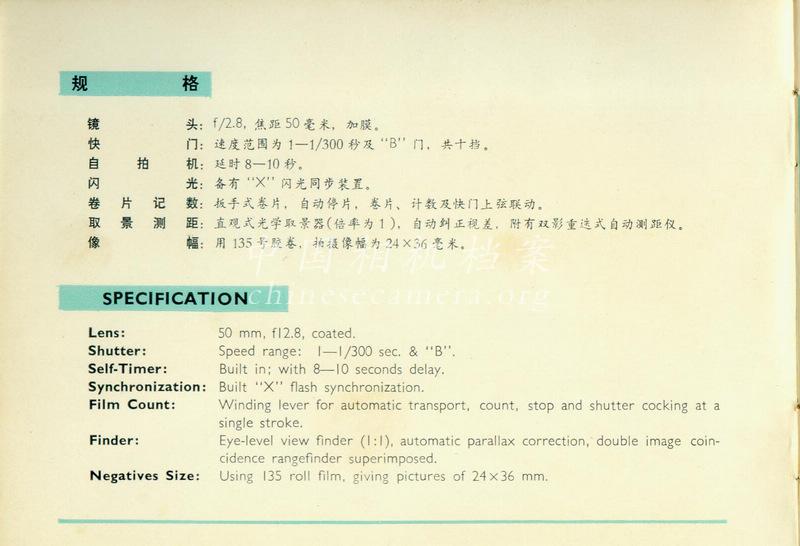 规 格
镜 头：f/2.8，焦距50毫米，加膜。
快 门：速度范围为1—1/300秒及“B”门，共十挡。
自 拍 机：延时8—10秒。
闪 光：备有“X”闪光同步装置。
卷 片 记 数：扳手式卷片，自动停片，卷片、计数及快门上弦联动。
取 景 测 距：直观式光学取景器(倍率为1)，自动纠正视差，附有双影重迭式自动测距仪。
像 幅：用135号胶卷，拍摄像幅为24×36毫米。
中国相机档案
chinesecamera.org
SPECIFICATION
Lens: 50 mm, f12.8, coated.
Shutter: Speed range: 1—1/300 sec. & “B”.
Self-Timer: Built in; with 8—10 seconds delay.
Synchronization: Built “X” flash synchronization.
Film Count: Winding lever for automatic transport, count, stop and shutter cocking at a
single stroke.
Finder: Eye-level view finder (1:1), automatic parallax correction, double image coin-
cidence rangefinder superimposed.
Negatives Size: Using 135 roll film, giving pictures of 24×36 mm.